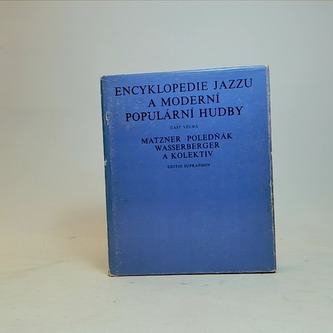 ENCYKLOPEDIE JAZZU
A MODERNÍ
POPULÁRNÍ HUDBY
ČÁST VĚCNÁ
MATZNER POLEDŇÁK
WASSERBERGER
A KOLEKTIV
EDITIO SUPRAPHON